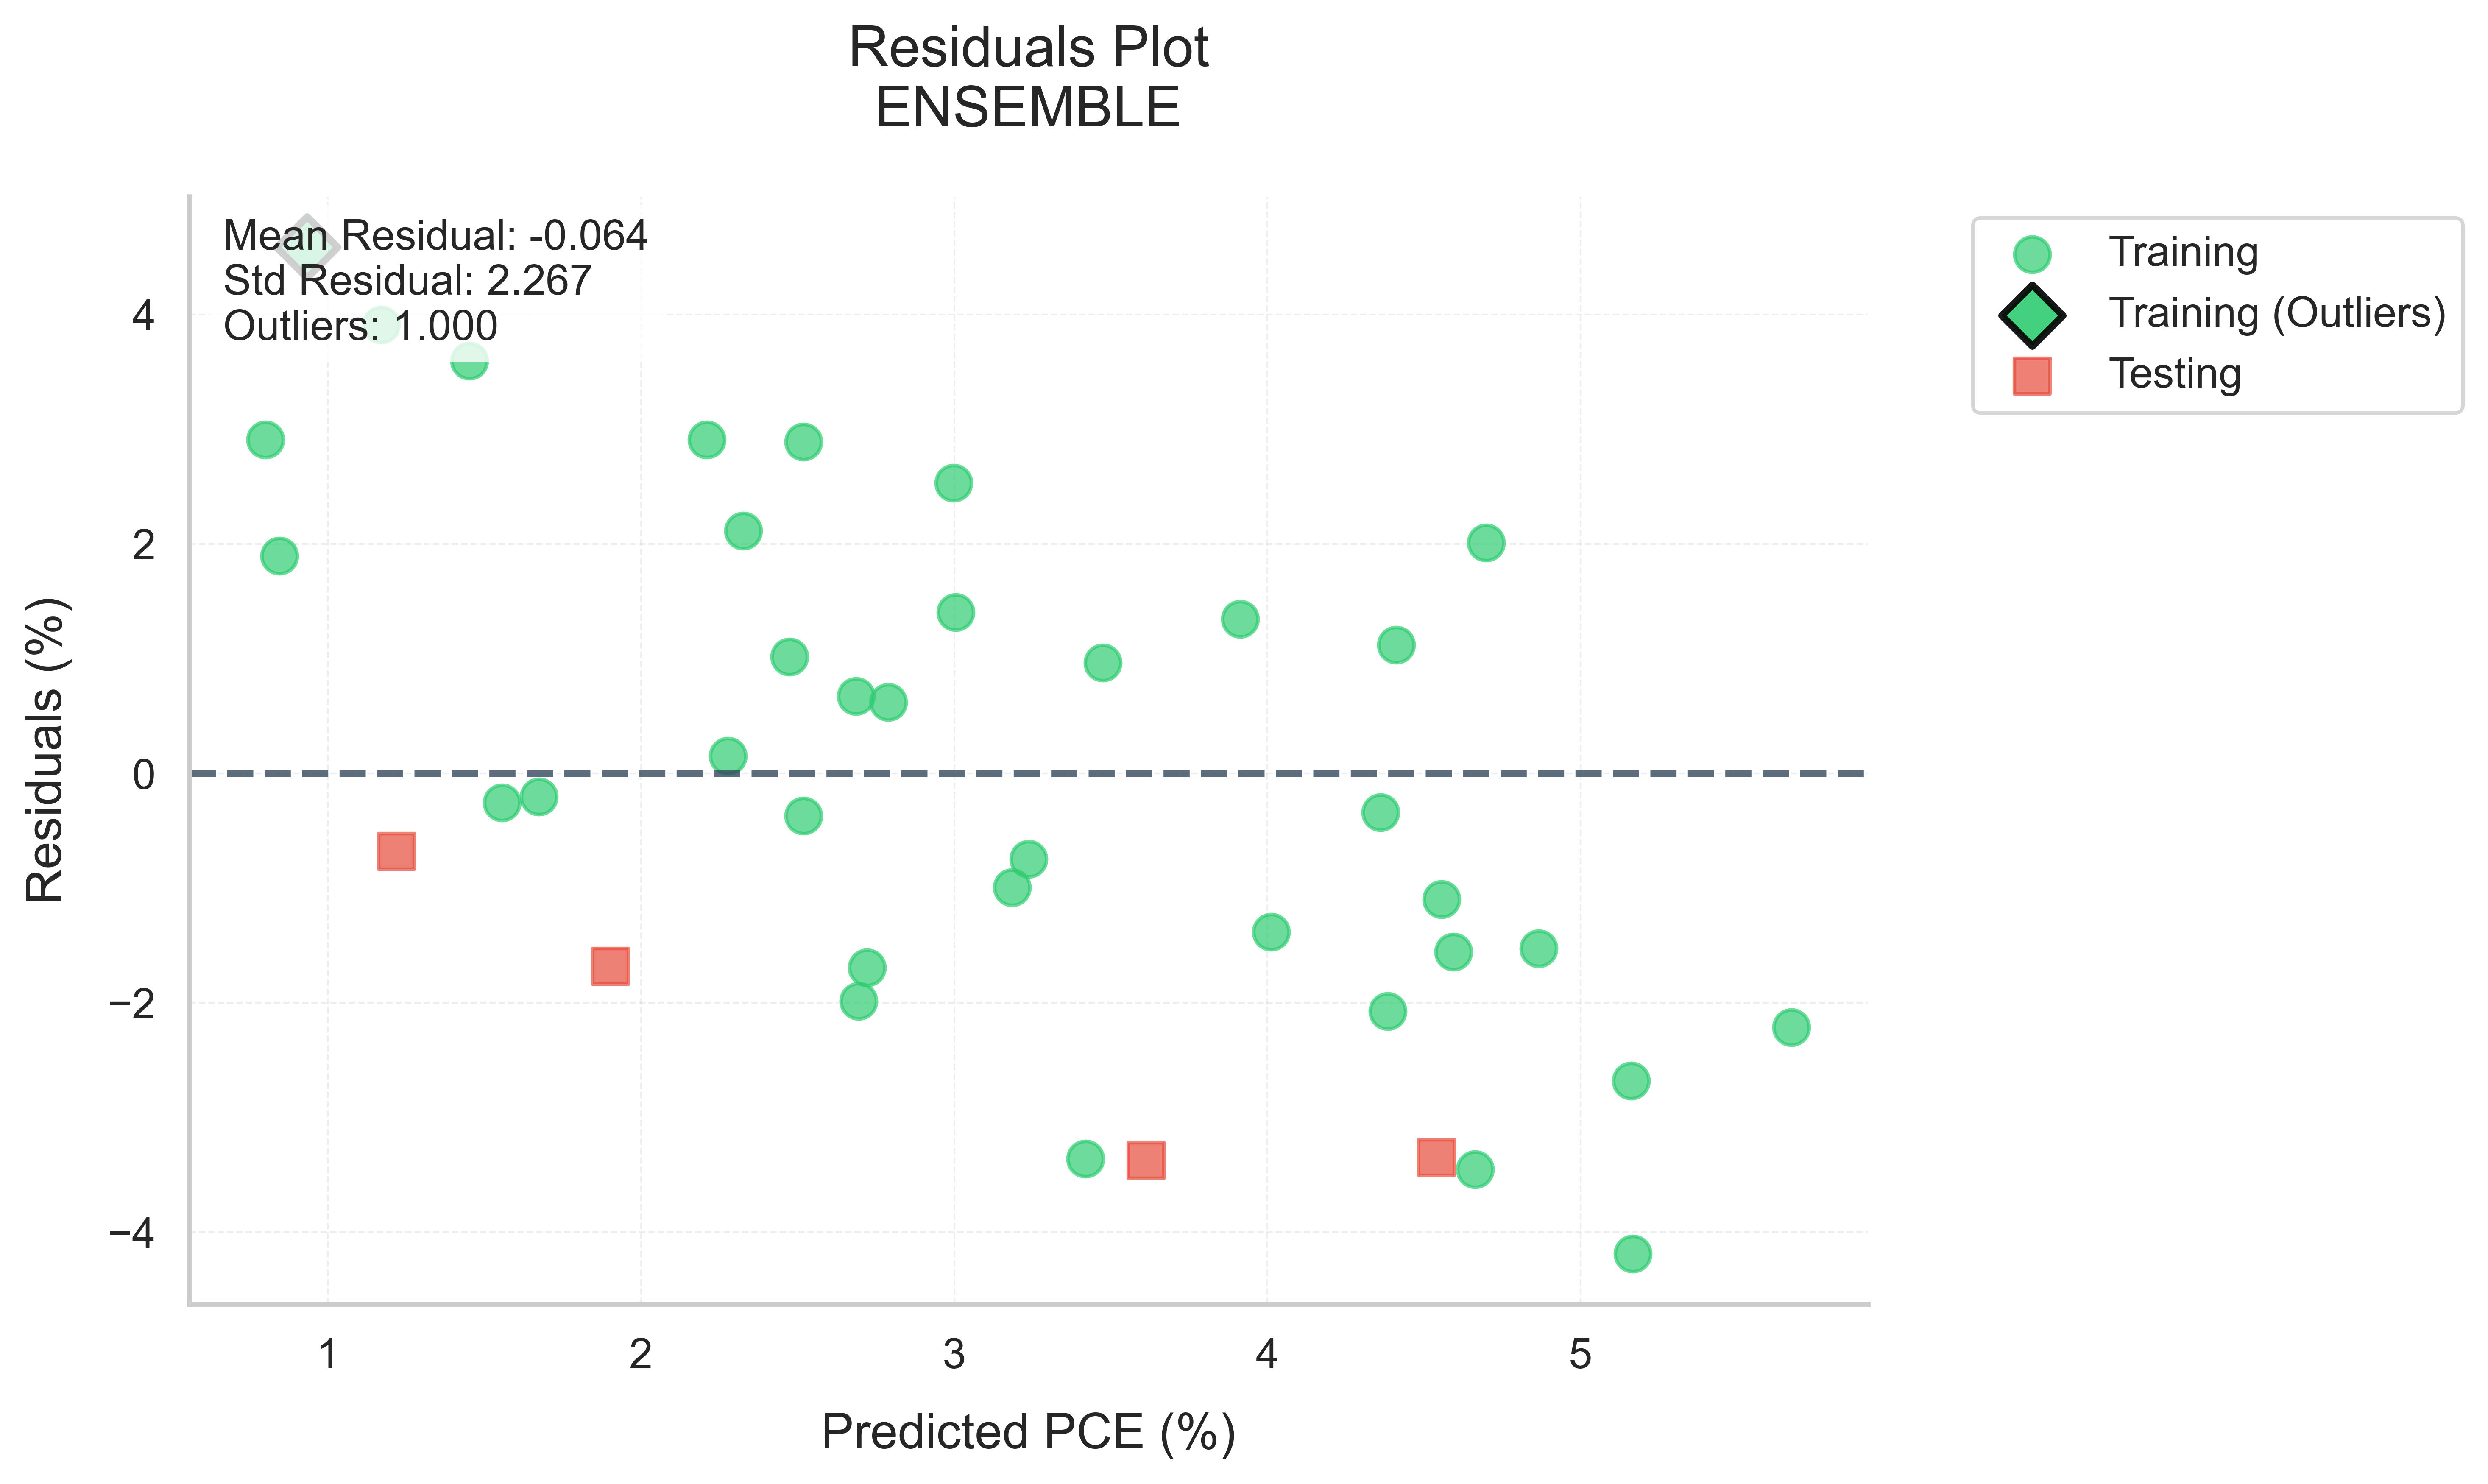 Residuals Plot
ENSEMBLE
Mean Residual: -0.064
Std Residual: 2.267
Outliers: 1.000
Training
Training (Outliers)
Testing
4
2
0
−2
−4
Residuals (%)
1 2 3 4 5
Predicted PCE (%)